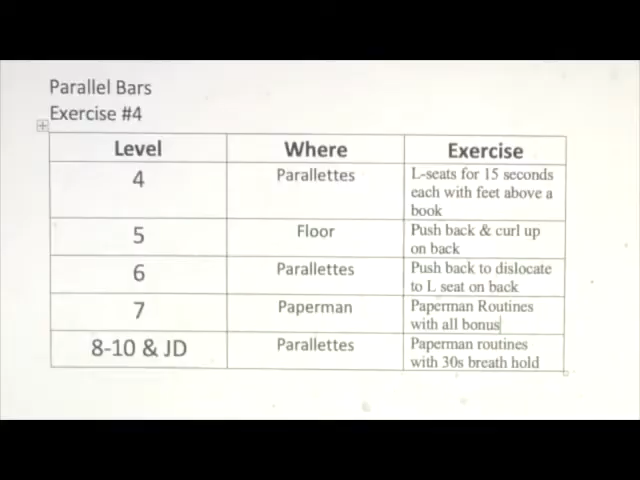 Parallel Bars
Exercise #4
Level Where Exercise
4 Parallettes L-seats for 15 seconds
each with feet above a
book
5 Floor Push back & curl up
on back
6 Parallettes Push back to dislocate
to L seat on back
7 Paperman Paperman Routines
with all bonus
8-10 & JD Parallettes Paperman routines
with 30s breath hold